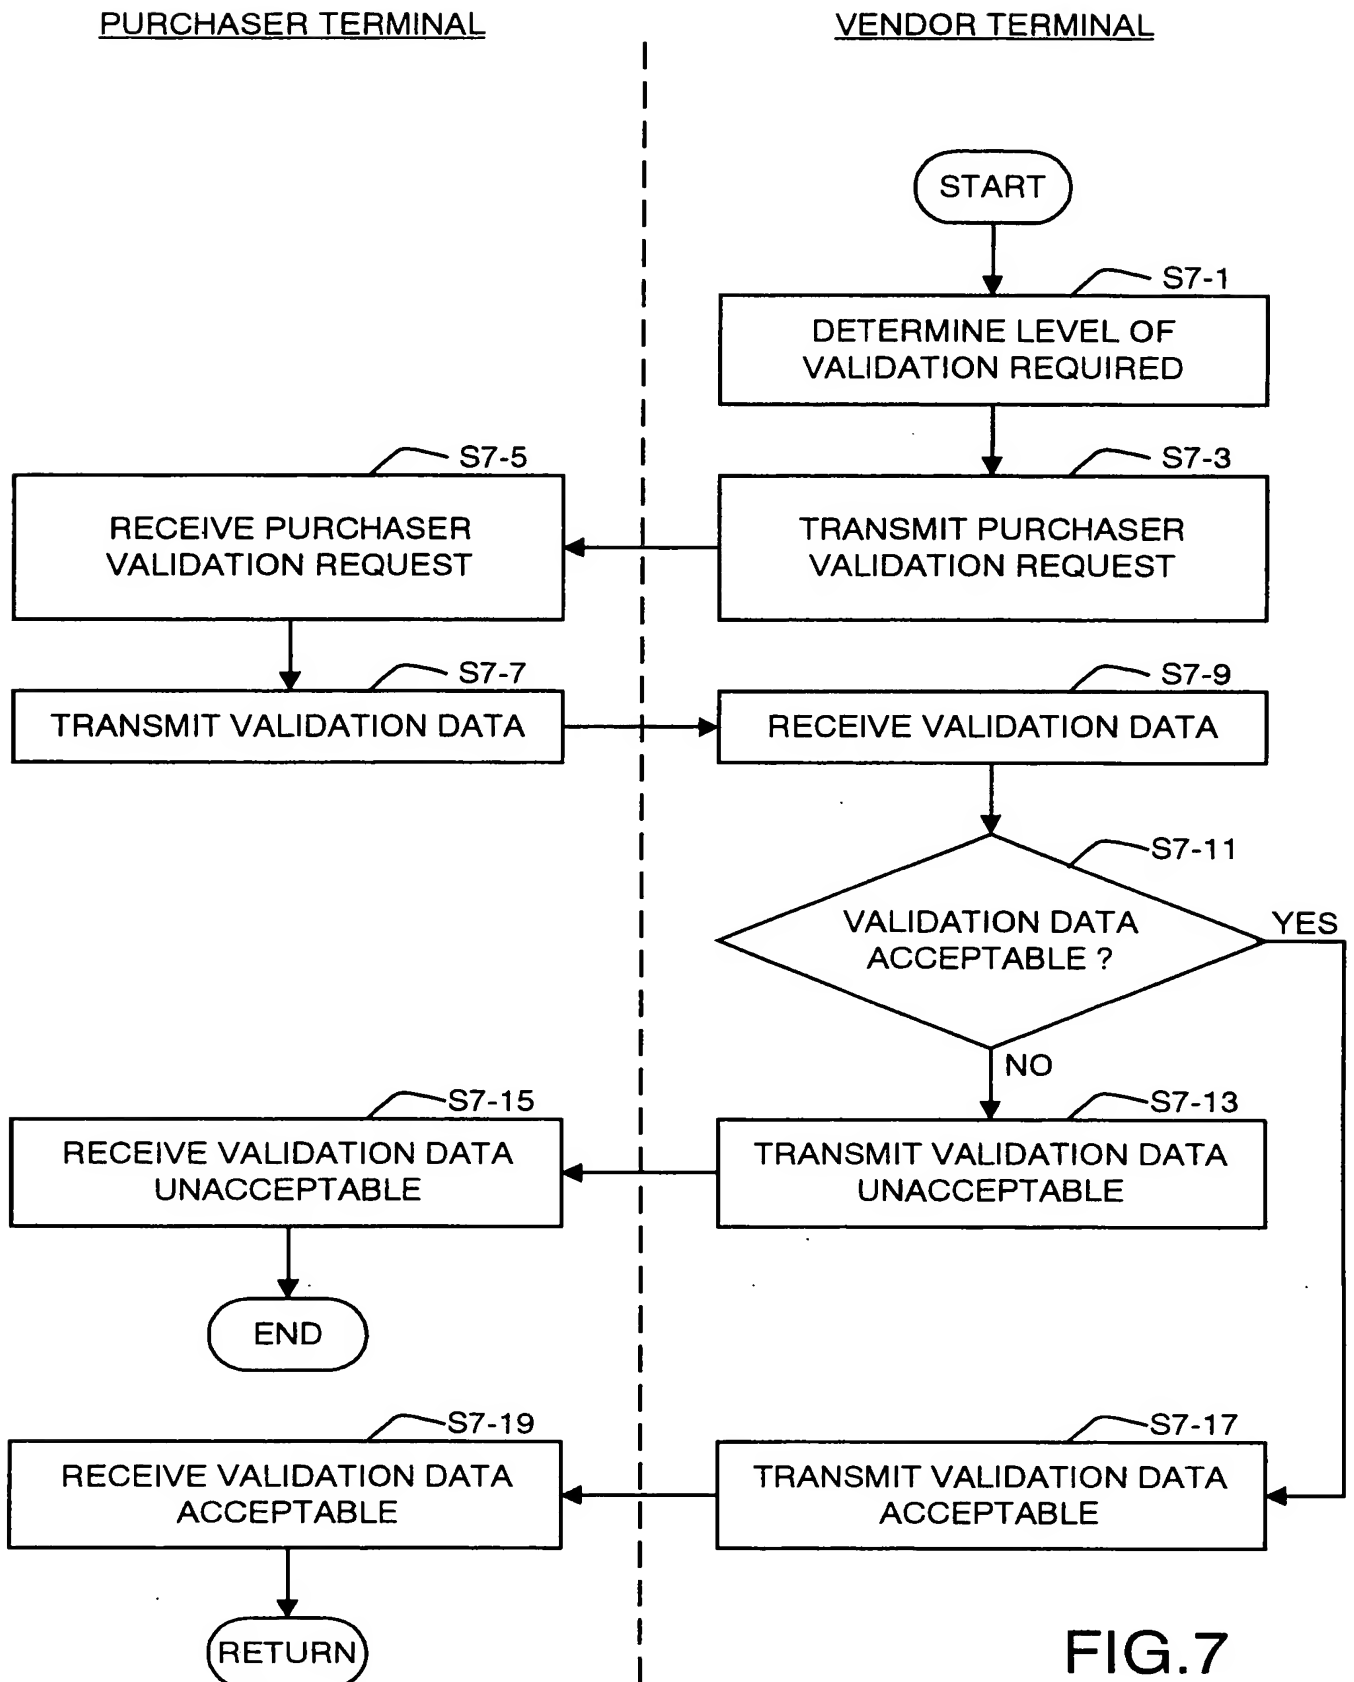 PURCHASER TERMINAL
VENDOR TERMINAL
START
S7-1
DETERMINE LEVEL OF
VALIDATION REQUIRED
S7-5
RECEIVE PURCHASER
VALIDATION REQUEST
S7-3
TRANSMIT PURCHASER
VALIDATION REQUEST
S7-7
TRANSMIT VALIDATION DATA
S7-9
RECEIVE VALIDATION DATA
S7-11
VALIDATION DATA
ACCEPTABLE ?
YES
NO
S7-15
RECEIVE VALIDATION DATA
UNACCEPTABLE
S7-13
TRANSMIT VALIDATION DATA
UNACCEPTABLE
END
S7-19
RECEIVE VALIDATION DATA
ACCEPTABLE
S7-17
TRANSMIT VALIDATION DATA
ACCEPTABLE
RETURN
FIG.7